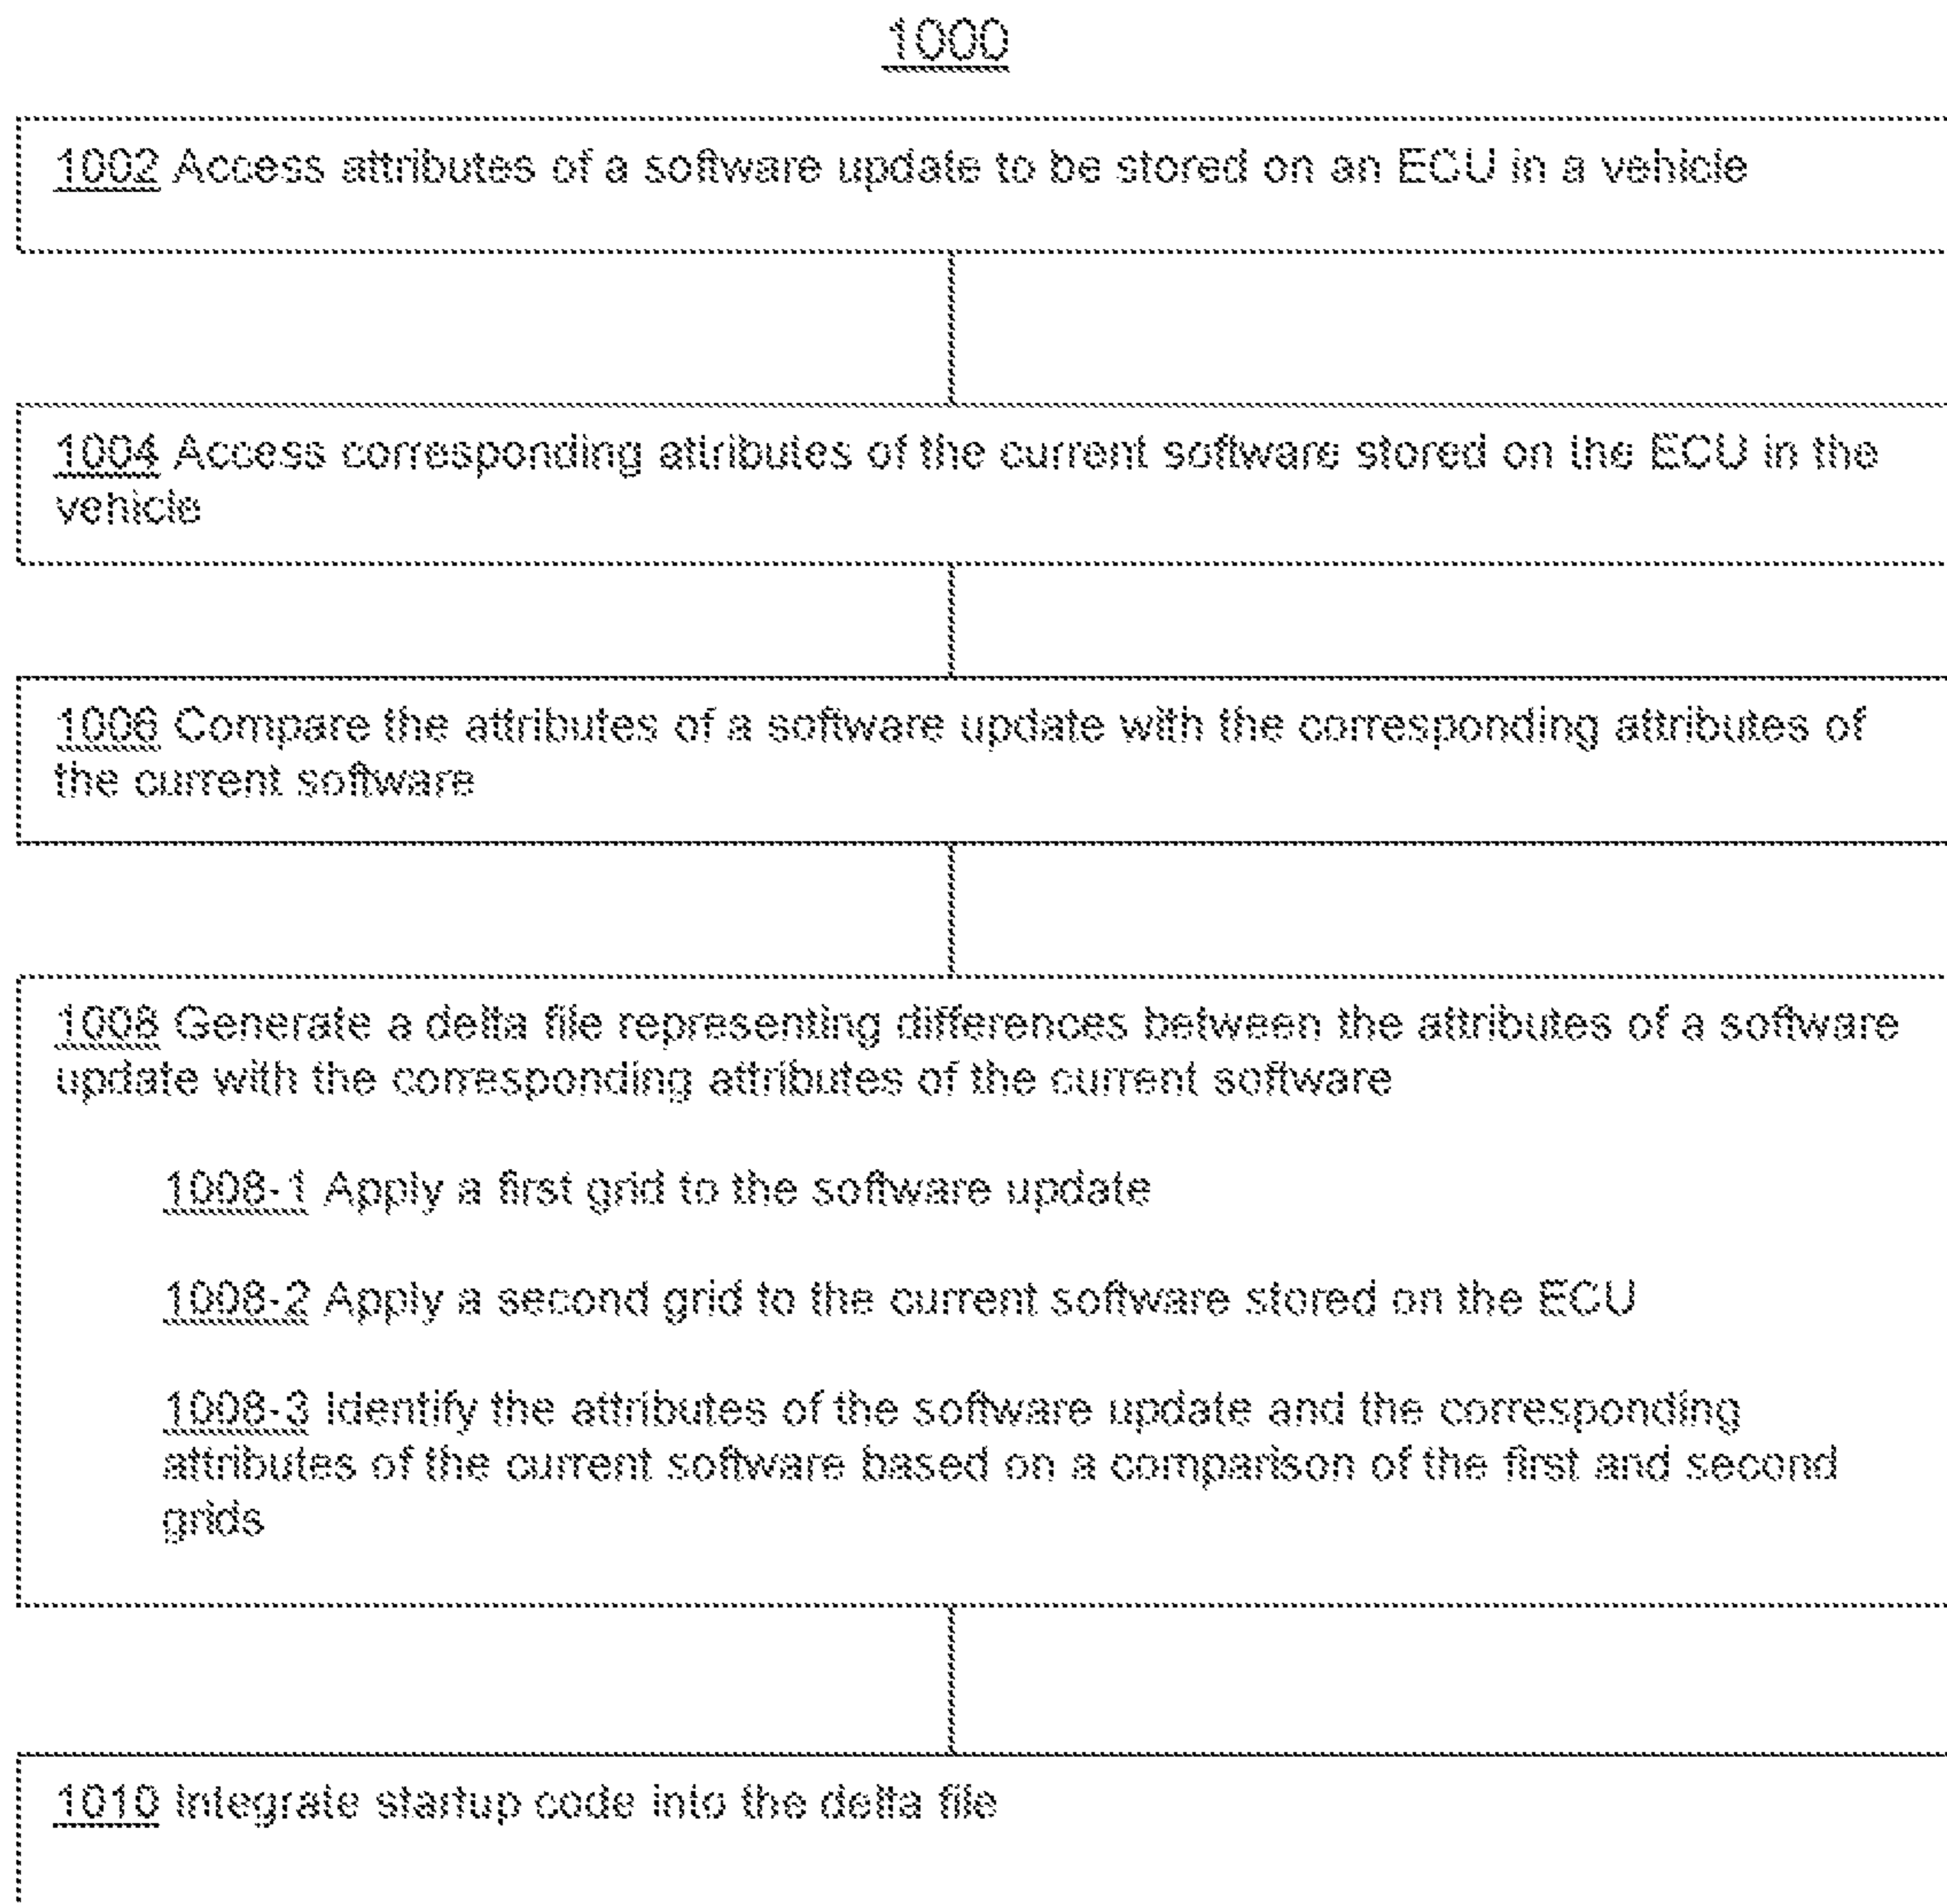 1000
1002 Access attributes of a software update to be stored on an ECU in a vehicle
1004 Access corresponding attributes of the current software stored on the ECU in the
vehicle
1006 Compare the attributes of a software update with the corresponding attributes of
the current software
1008 Generate a delta file representing differences between the attributes of a software
update with the corresponding attributes of the current software
1008-1 Apply a first grid to the software update
1008-2 Apply a second grid to the current software stored on the ECU
1008-3 Identify the attributes of the software update and the corresponding
attributes of the current software based on a comparison of the first and second
grids
1010 Integrate startup code into the delta file